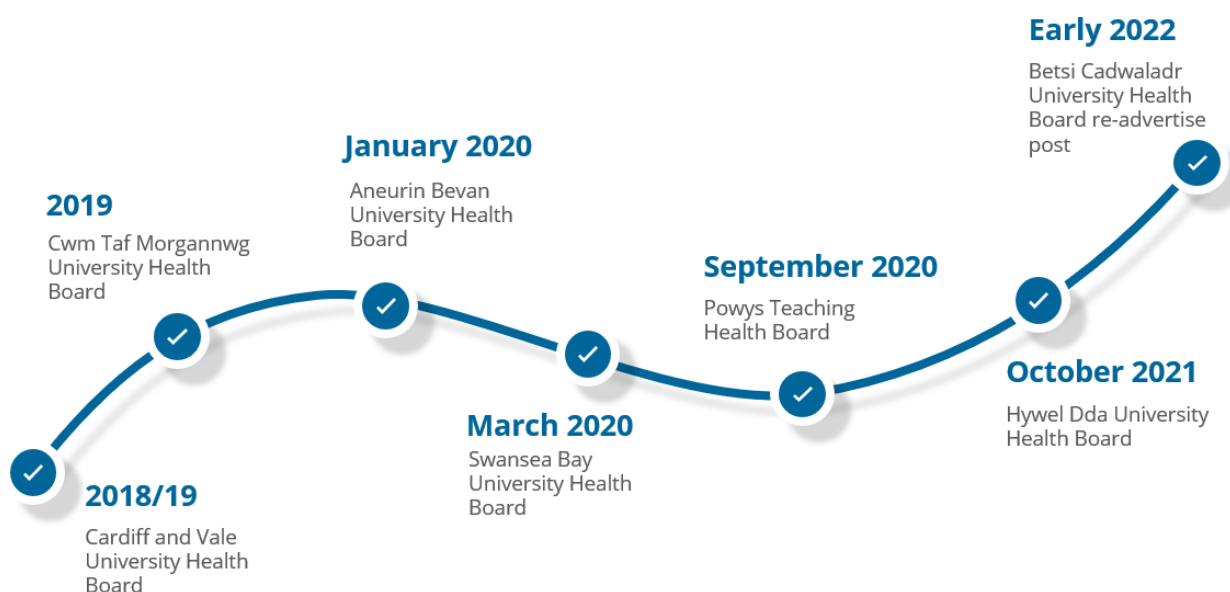 2018/19
Cardiff and Vale
University Health
Board
2019
Cwm Taf Morgannwg
University Health
Board
January 2020
Aneurin Bevan
University Health
Board
March 2020
Swansea Bay
University Health
Board
September 2020
Powys Teaching
Health Board
October 2021
Hywel Dda University
Health Board
Early 2022
Betsi Cadwaladr
University Health
Board re-advertise
post